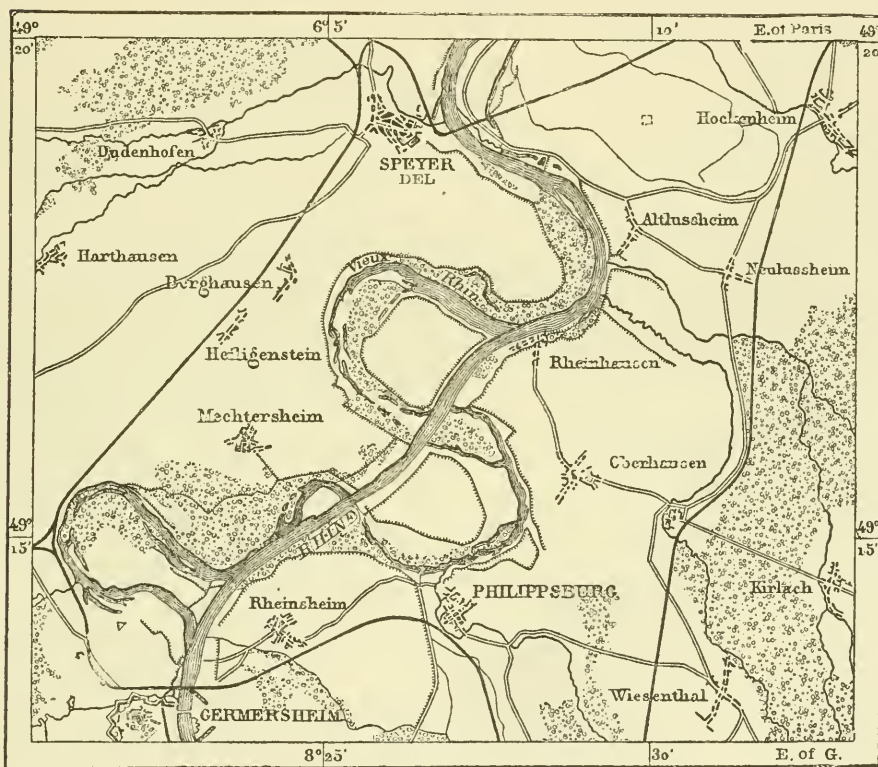 49°
20'
6° 5'
10'
E. of Paris
49°
20'
Hockenheim
Dudenhofen
SPEYER
DEL
Altlussheim
Harthausen
Berghausen
Vieux Rhin
Neulussheim
Heiligenstein
Rheinhausen
Mechtersheim
Oberhausen
49°
15'
RHINE
49°
15'
Rheinsheim
PHILIPPSBURG
Kirlach
Wiesenthal
GERMERSHEIM
8° 25'
30'
E. of G.